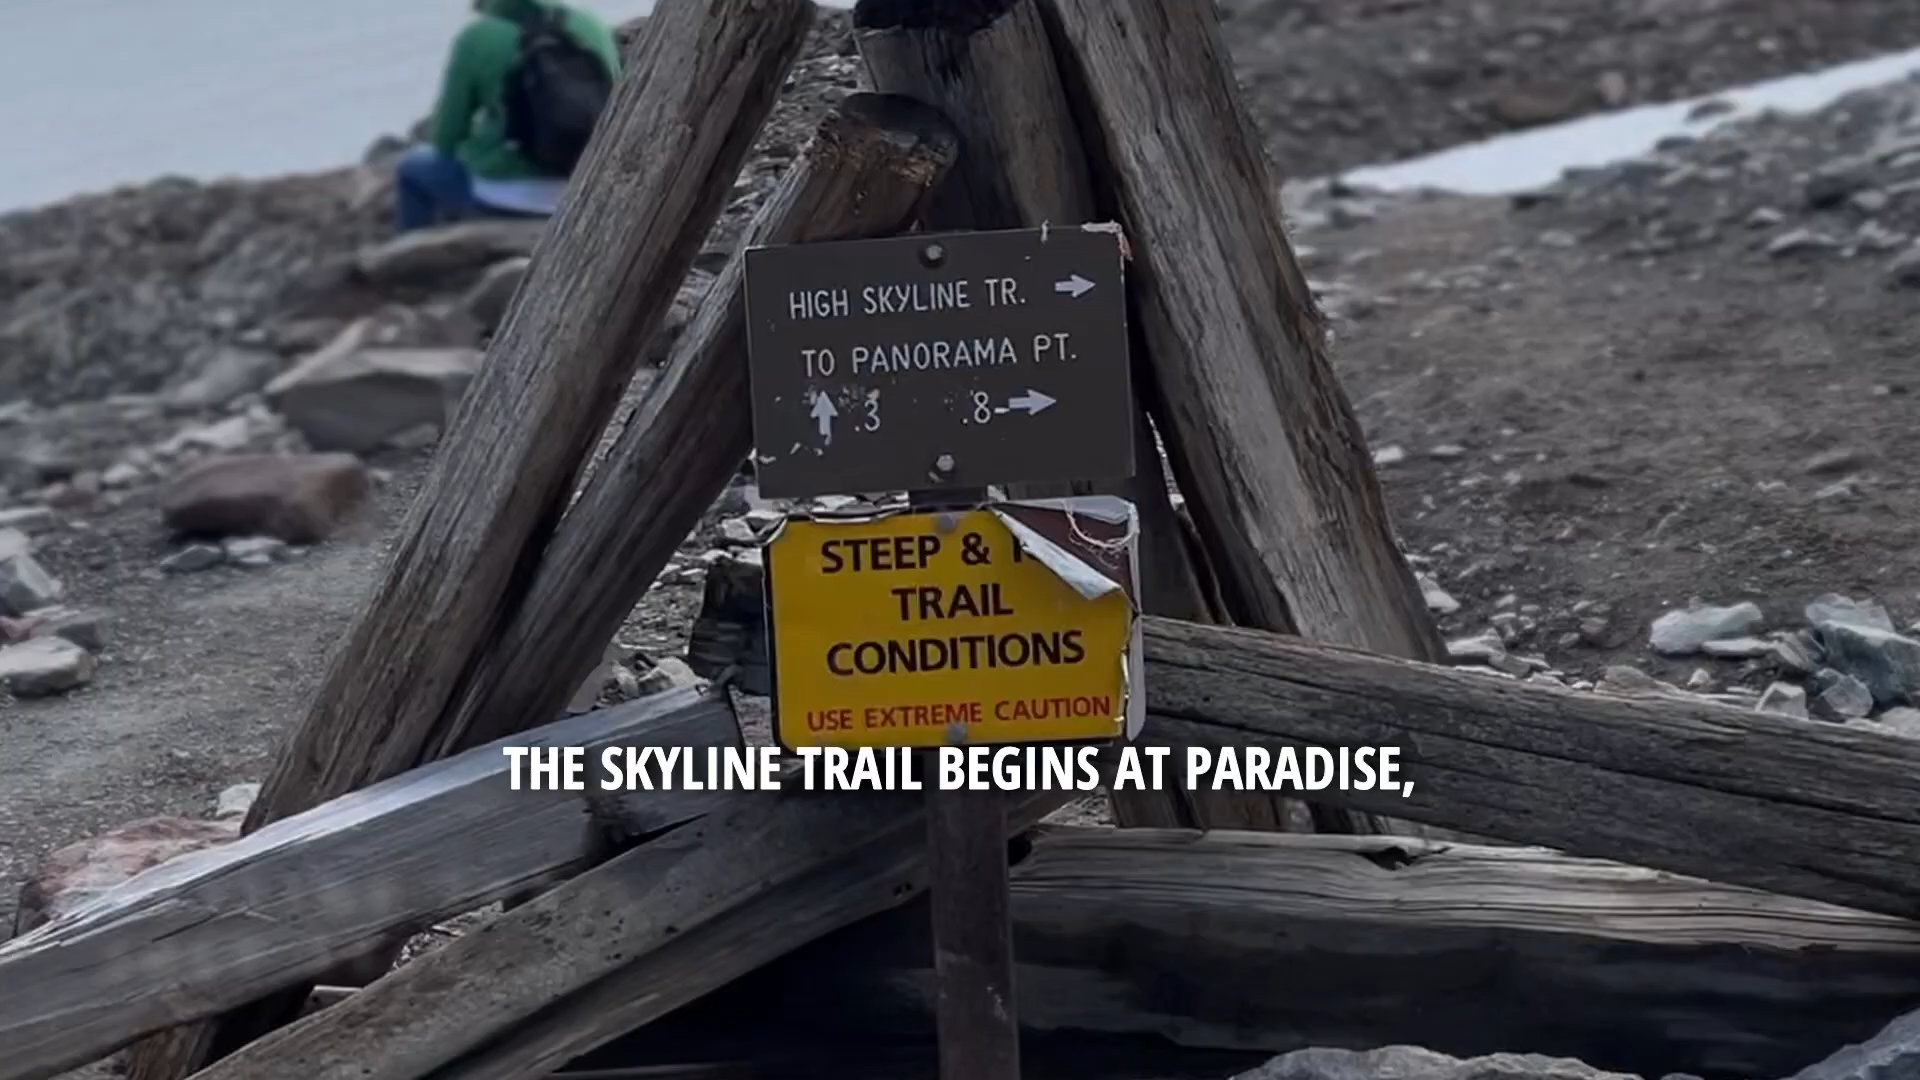 HIGH SKYLINE TR. →
TO PANORAMA PT.
↑ .3 .8 →
STEEP &
TRAIL
CONDITIONS
USE EXTREME CAUTION
THE SKYLINE TRAIL BEGINS AT PARADISE,